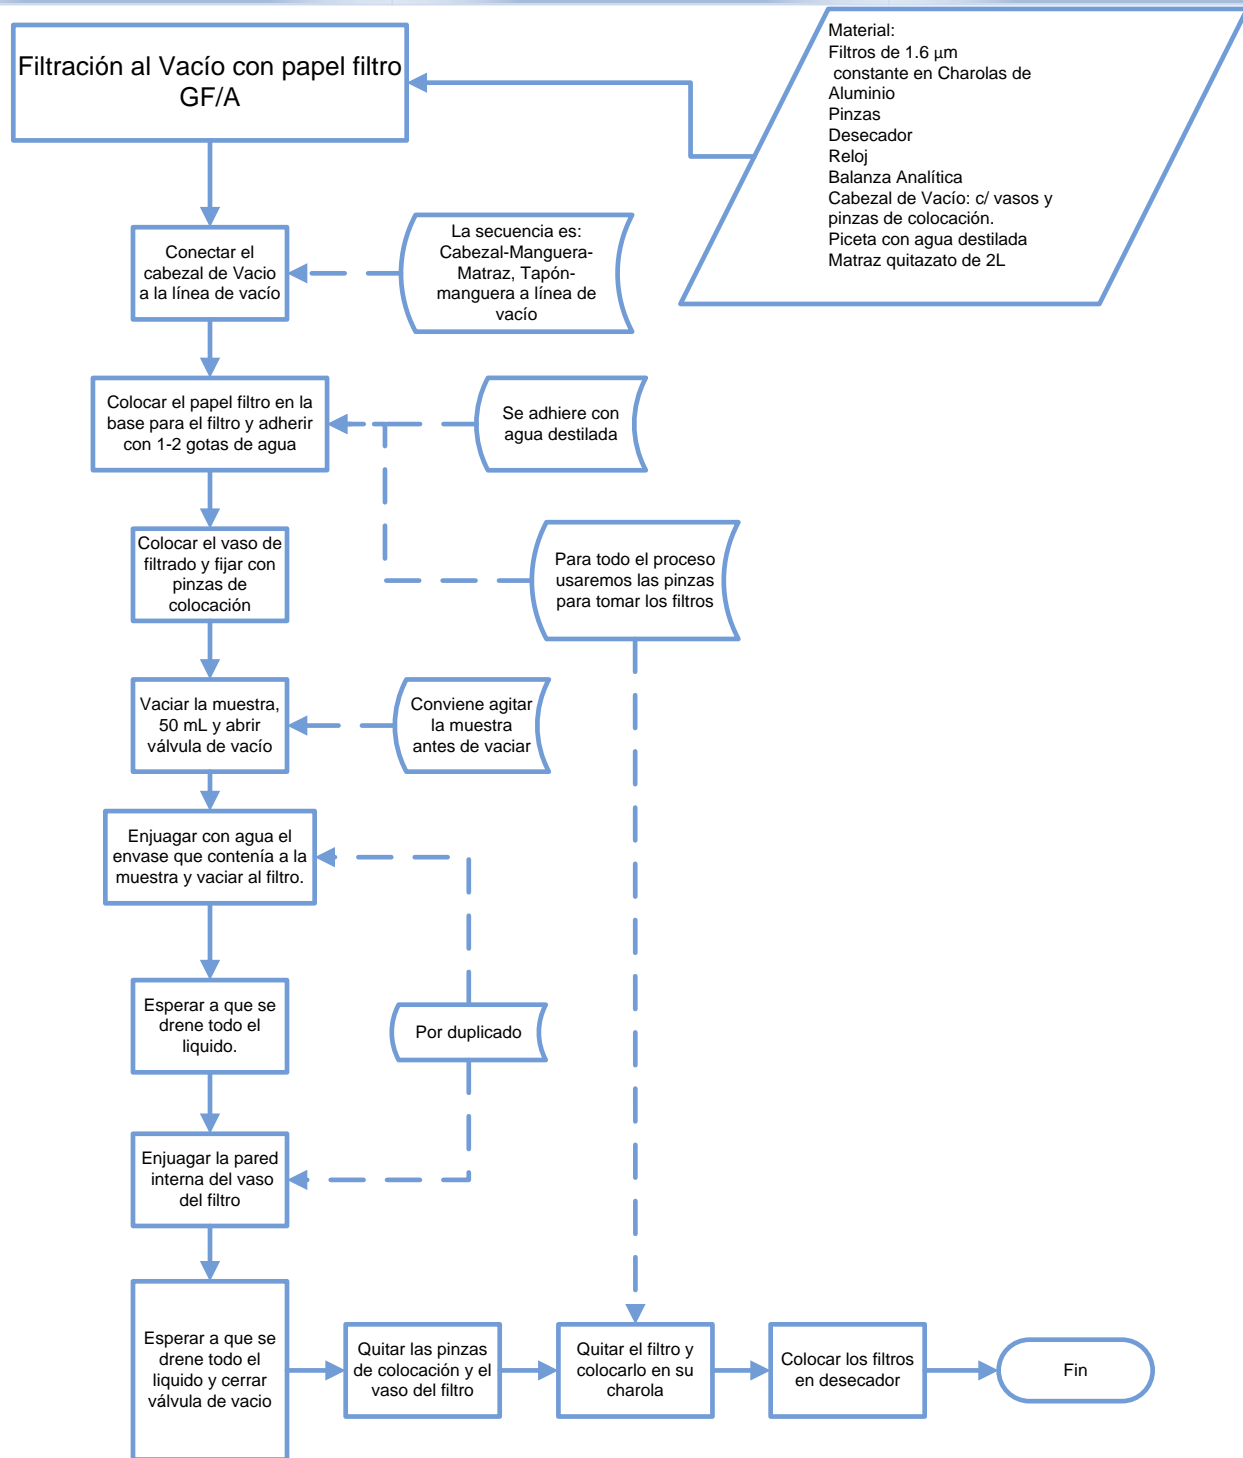 Filtración al Vacío con papel filtro
GF/A
Material:
Filtros de 1.6 μm
constante en Charolas de
Aluminio
Pinzas
Desecador
Reloj
Balanza Analítica
Cabezal de Vacío: c/ vasos y
pinzas de colocación.
Piceta con agua destilada
Matraz quitazato de 2L
Conectar el
cabezal de Vacio
a la línea de vacío
La secuencia es:
Cabezal-Manguera-
Matraz, Tapón-
manguera a línea de
vacío
Colocar el papel filtro en la
base para el filtro y adherir
con 1-2 gotas de agua
Se adhiere con
agua destilada
Colocar el vaso de
filtrado y fijar con
pinzas de
colocación
Para todo el proceso
usaremos las pinzas
para tomar los filtros
Vaciar la muestra,
50 mL y abrir
válvula de vacío
Conviene agitar
la muestra
antes de vaciar
Enjuagar con agua el
envase que contenía a la
muestra y vaciar al filtro.
Esperar a que se
drene todo el
liquido.
Por duplicado
Enjuagar la pared
interna del vaso
del filtro
Esperar a que se
drene todo el
liquido y cerrar
válvula de vacio
Quitar las pinzas
de colocación y el
vaso del filtro
Quitar el filtro y
colocarlo en su
charola
Colocar los filtros
en desecador
Fin